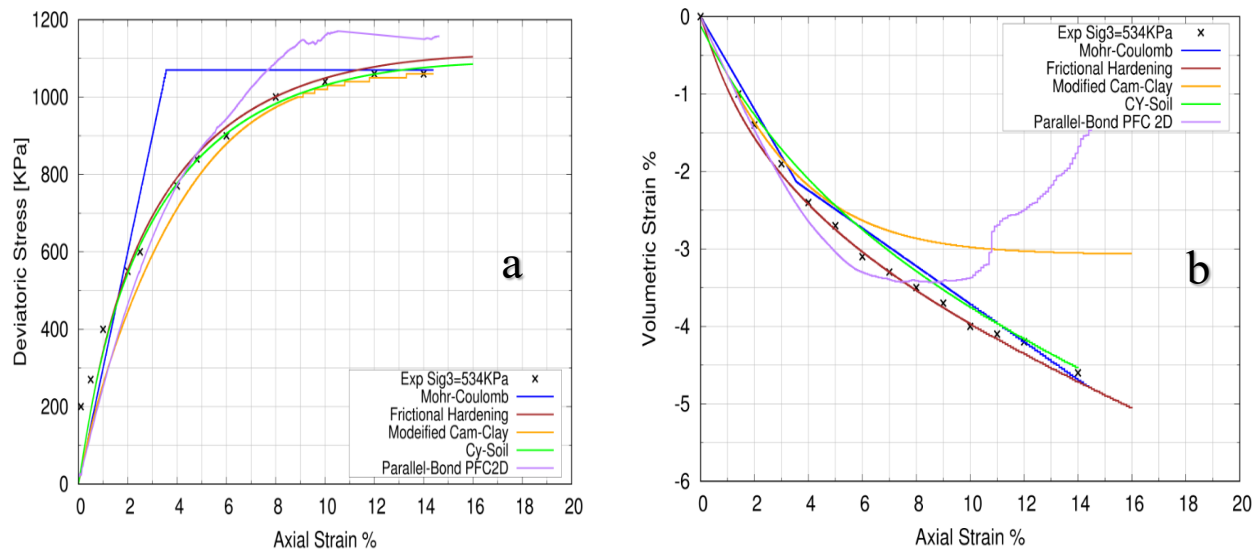 1200
1000
800
600
400
200
0
Deviatoric Stress [KPa]
a
Exp Sig3=534KPa
Mohr-Coulomb
Frictional Hardening
Modeified Cam-Clay
Cy-Soil
Parallel-Bond PFC2D
0 2 4 6 8 10 12 14 16 18 20
Axial Strain %
0
-1
-2
-3
-4
-5
-6
Volumetric Strain %
Exp Sig3=534KPa
Mohr-Coulomb
Frictional Hardening
Modified Cam-Clay
CY-Soil
Parallel-Bond PFC 2D
b
0 2 4 6 8 10 12 14 16 18 20
Axial Strain %